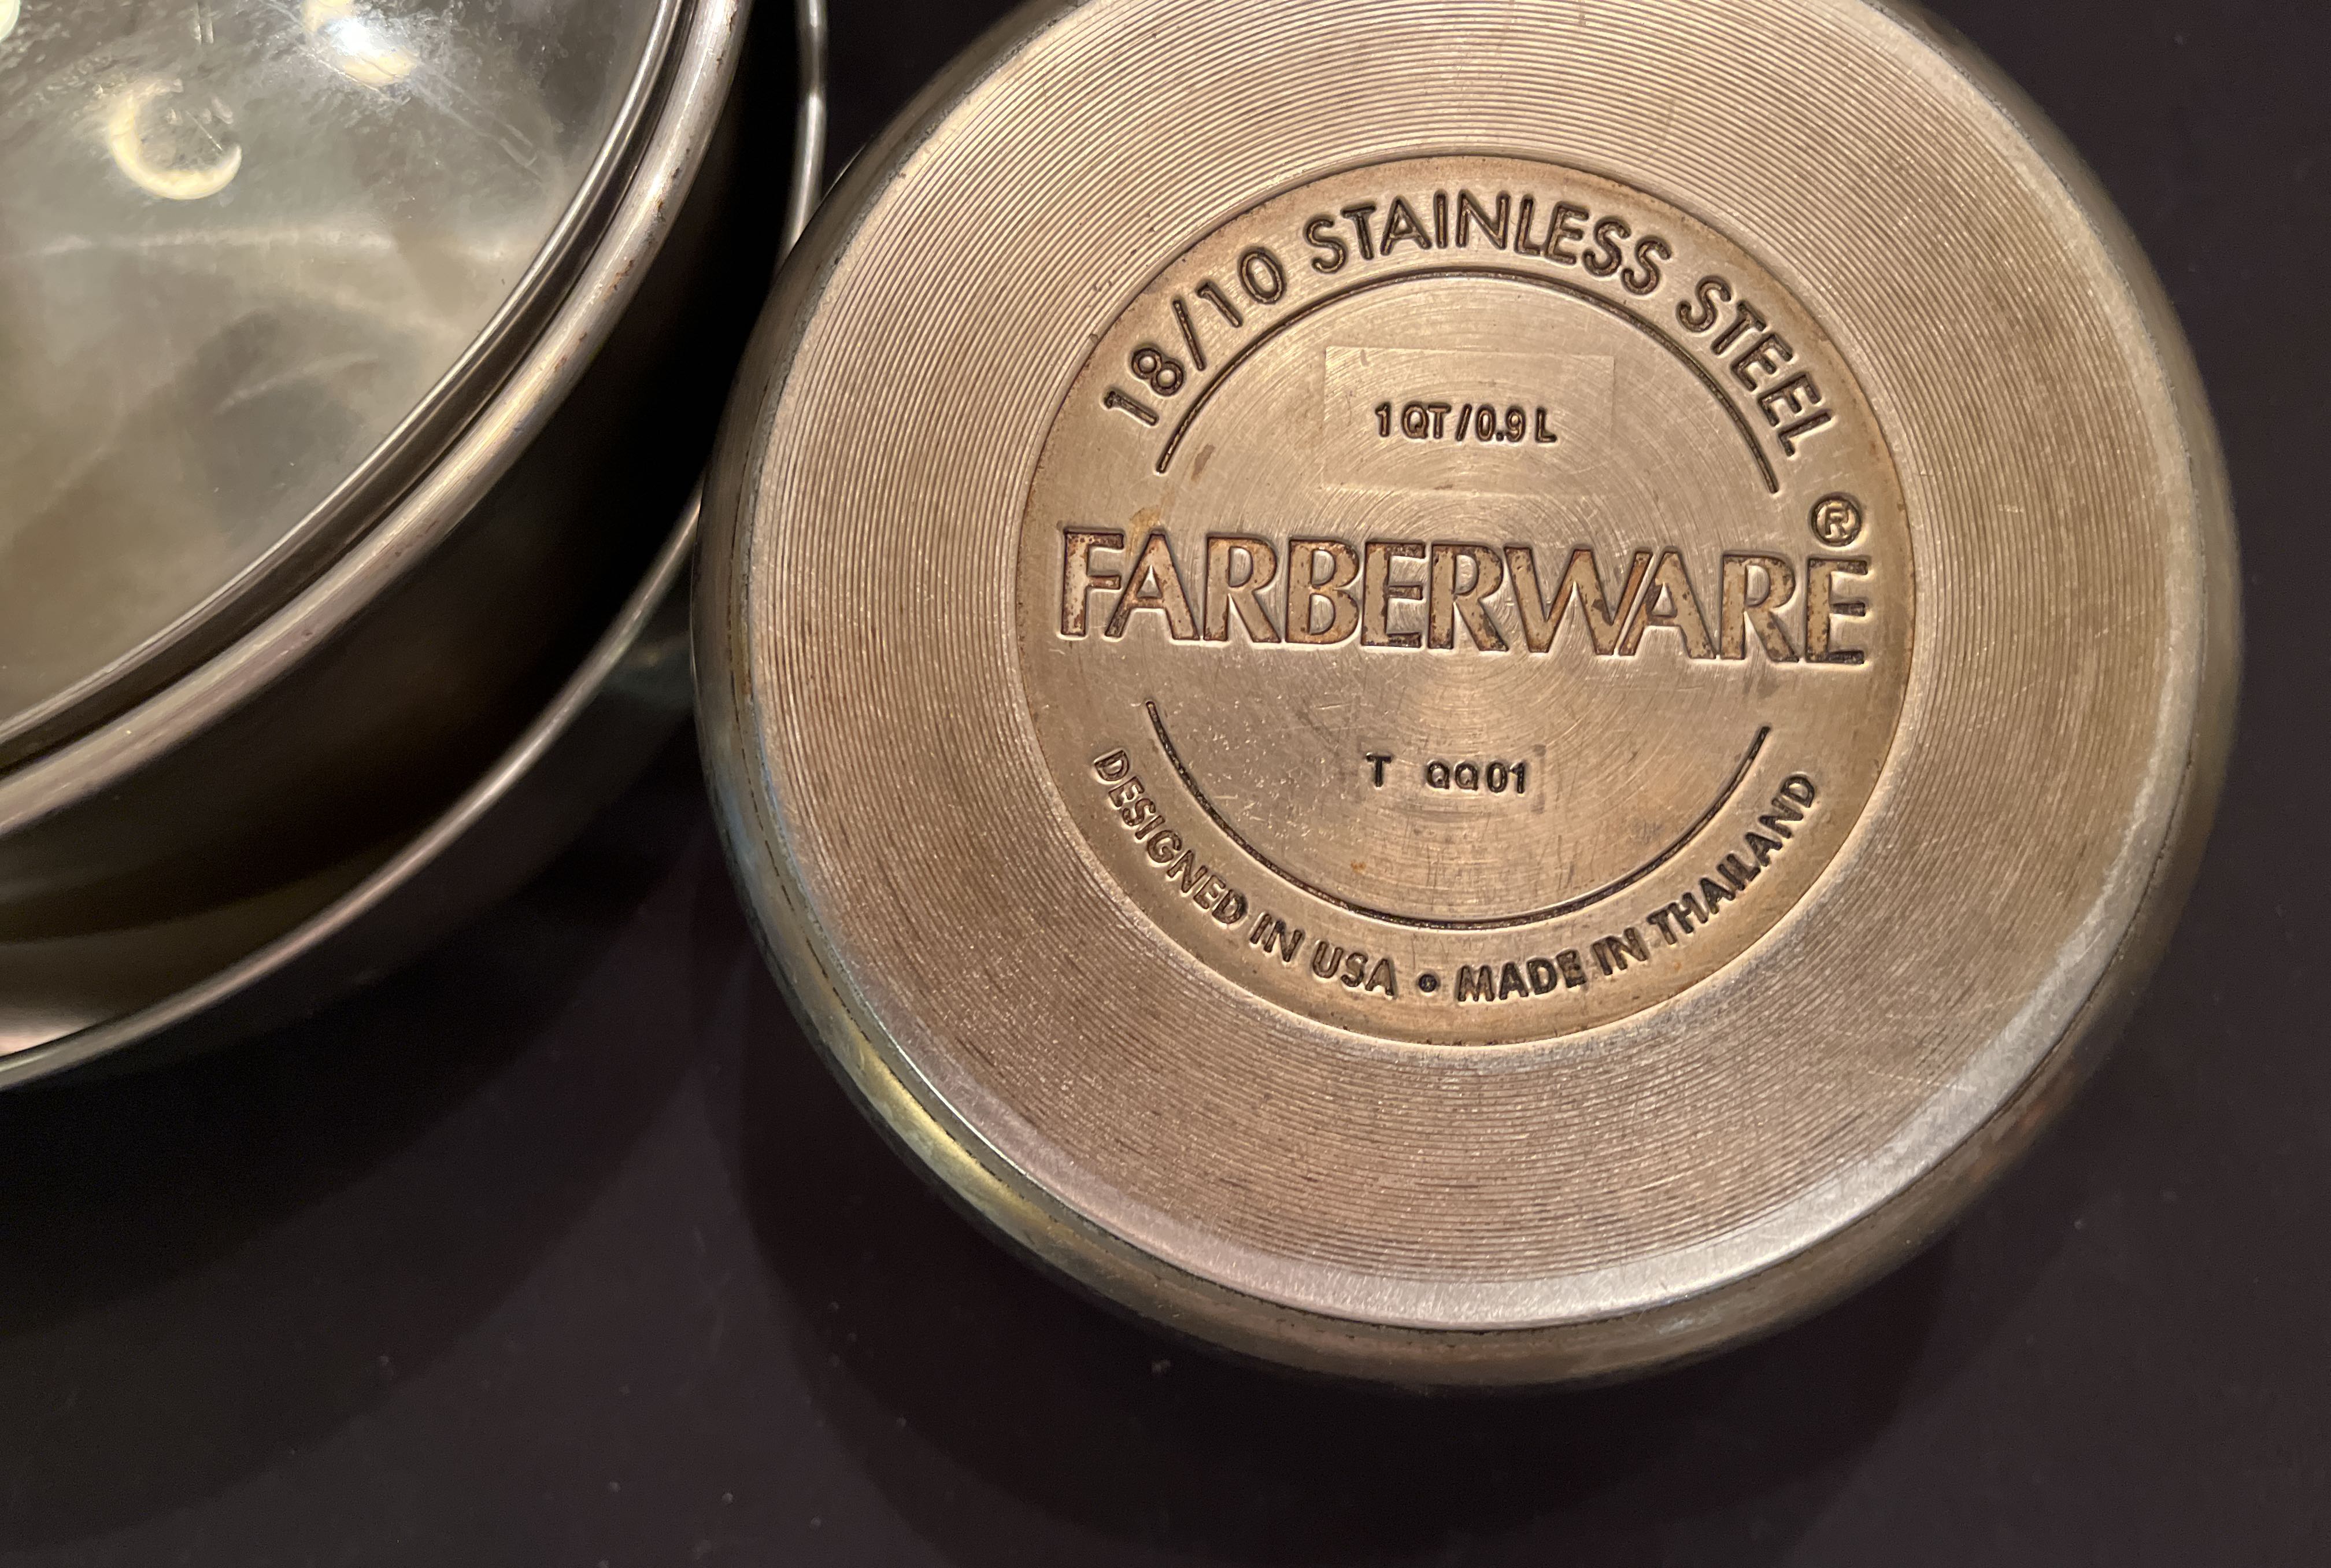 18/10 STAINLESS STEEL
1 QT / 0.9 L
FARBERWARE®
T QQ01
DESIGNED IN USA • MADE IN THAILAND